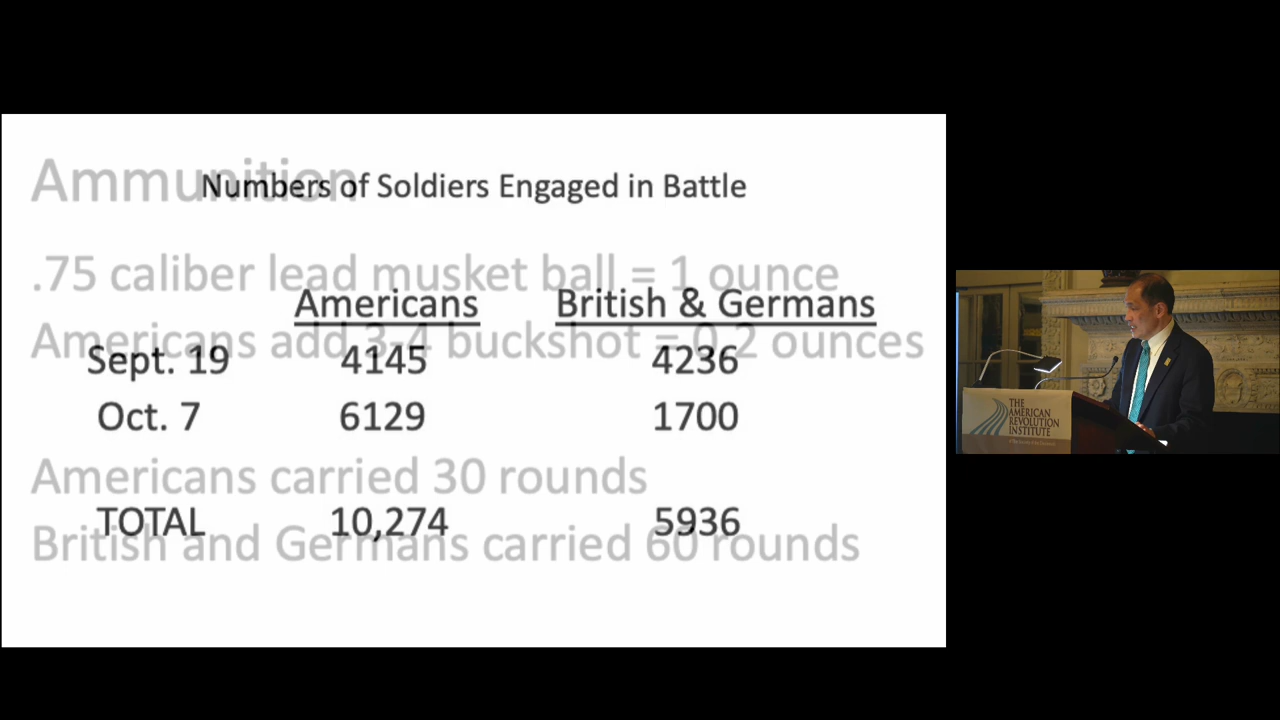 Ammunition
.75 caliber lead musket ball = 1 ounce
Americans add 3-4 buckshot = 0.2 ounces
Americans carried 30 rounds
British and Germans carried 60 rounds
Numbers of Soldiers Engaged in Battle
Americans British & Germans
Sept. 19 4145 4236
Oct. 7 6129 1700
TOTAL 10,274 5936
THE
AMERICAN
REVOLUTION
INSTITUTE